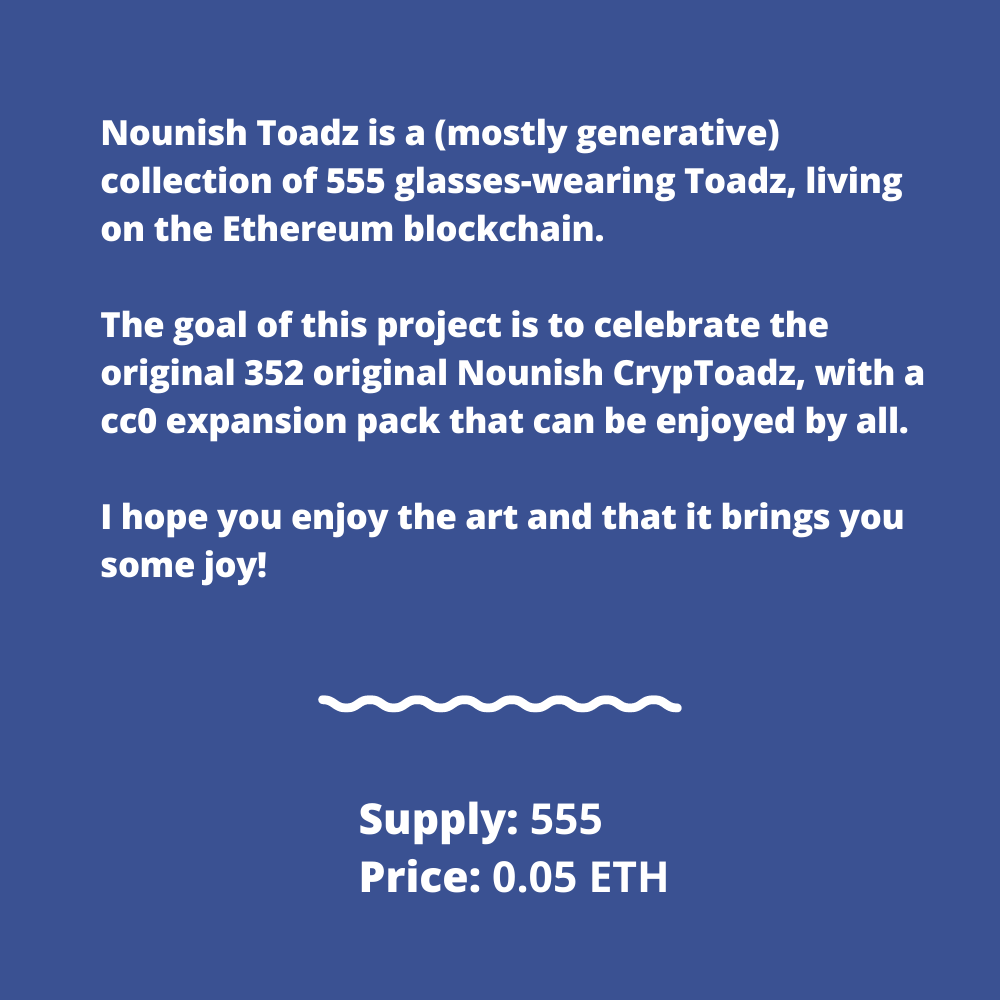 Nounish Toadz is a (mostly generative)
collection of 555 glasses-wearing Toadz, living
on the Ethereum blockchain.
The goal of this project is to celebrate the
original 352 original Nounish CrypToadz, with a
cc0 expansion pack that can be enjoyed by all.
I hope you enjoy the art and that it brings you
some joy!
Supply: 555
Price: 0.05 ETH